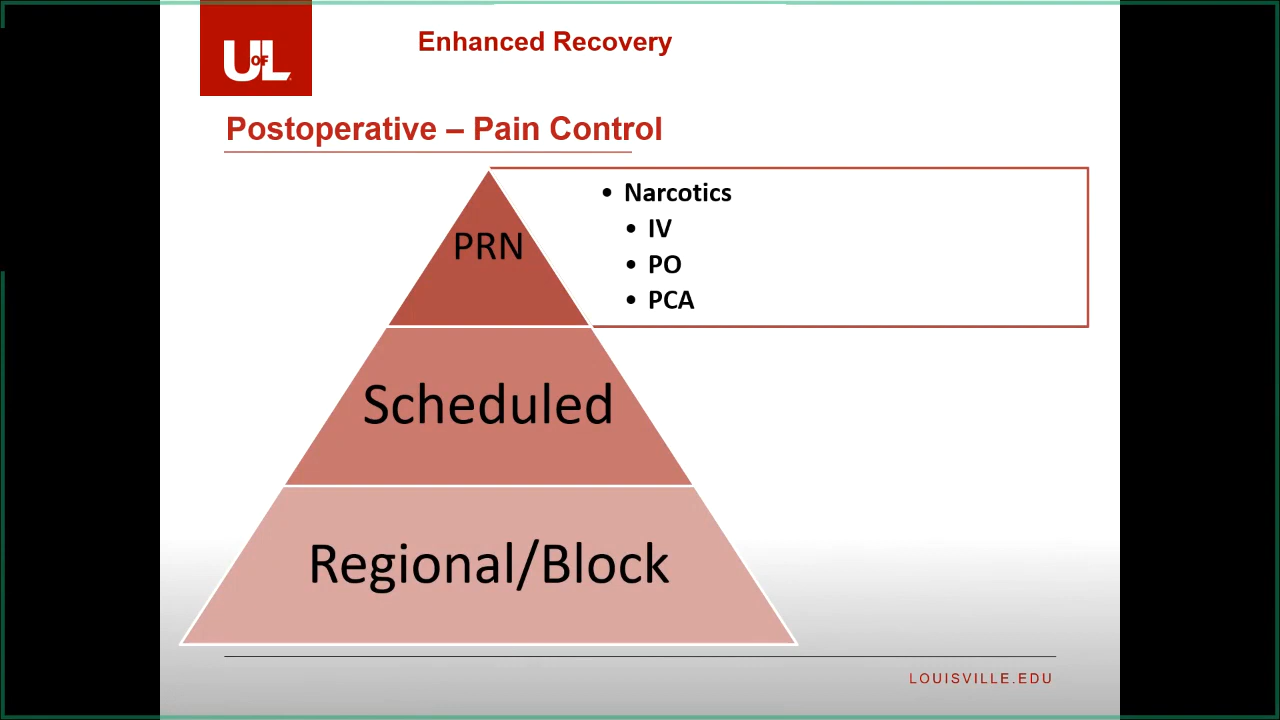 UofL
Enhanced Recovery
Postoperative – Pain Control
• Narcotics
• IV
• PO
• PCA
PRN
Scheduled
Regional/Block
LOUISVILLE.EDU